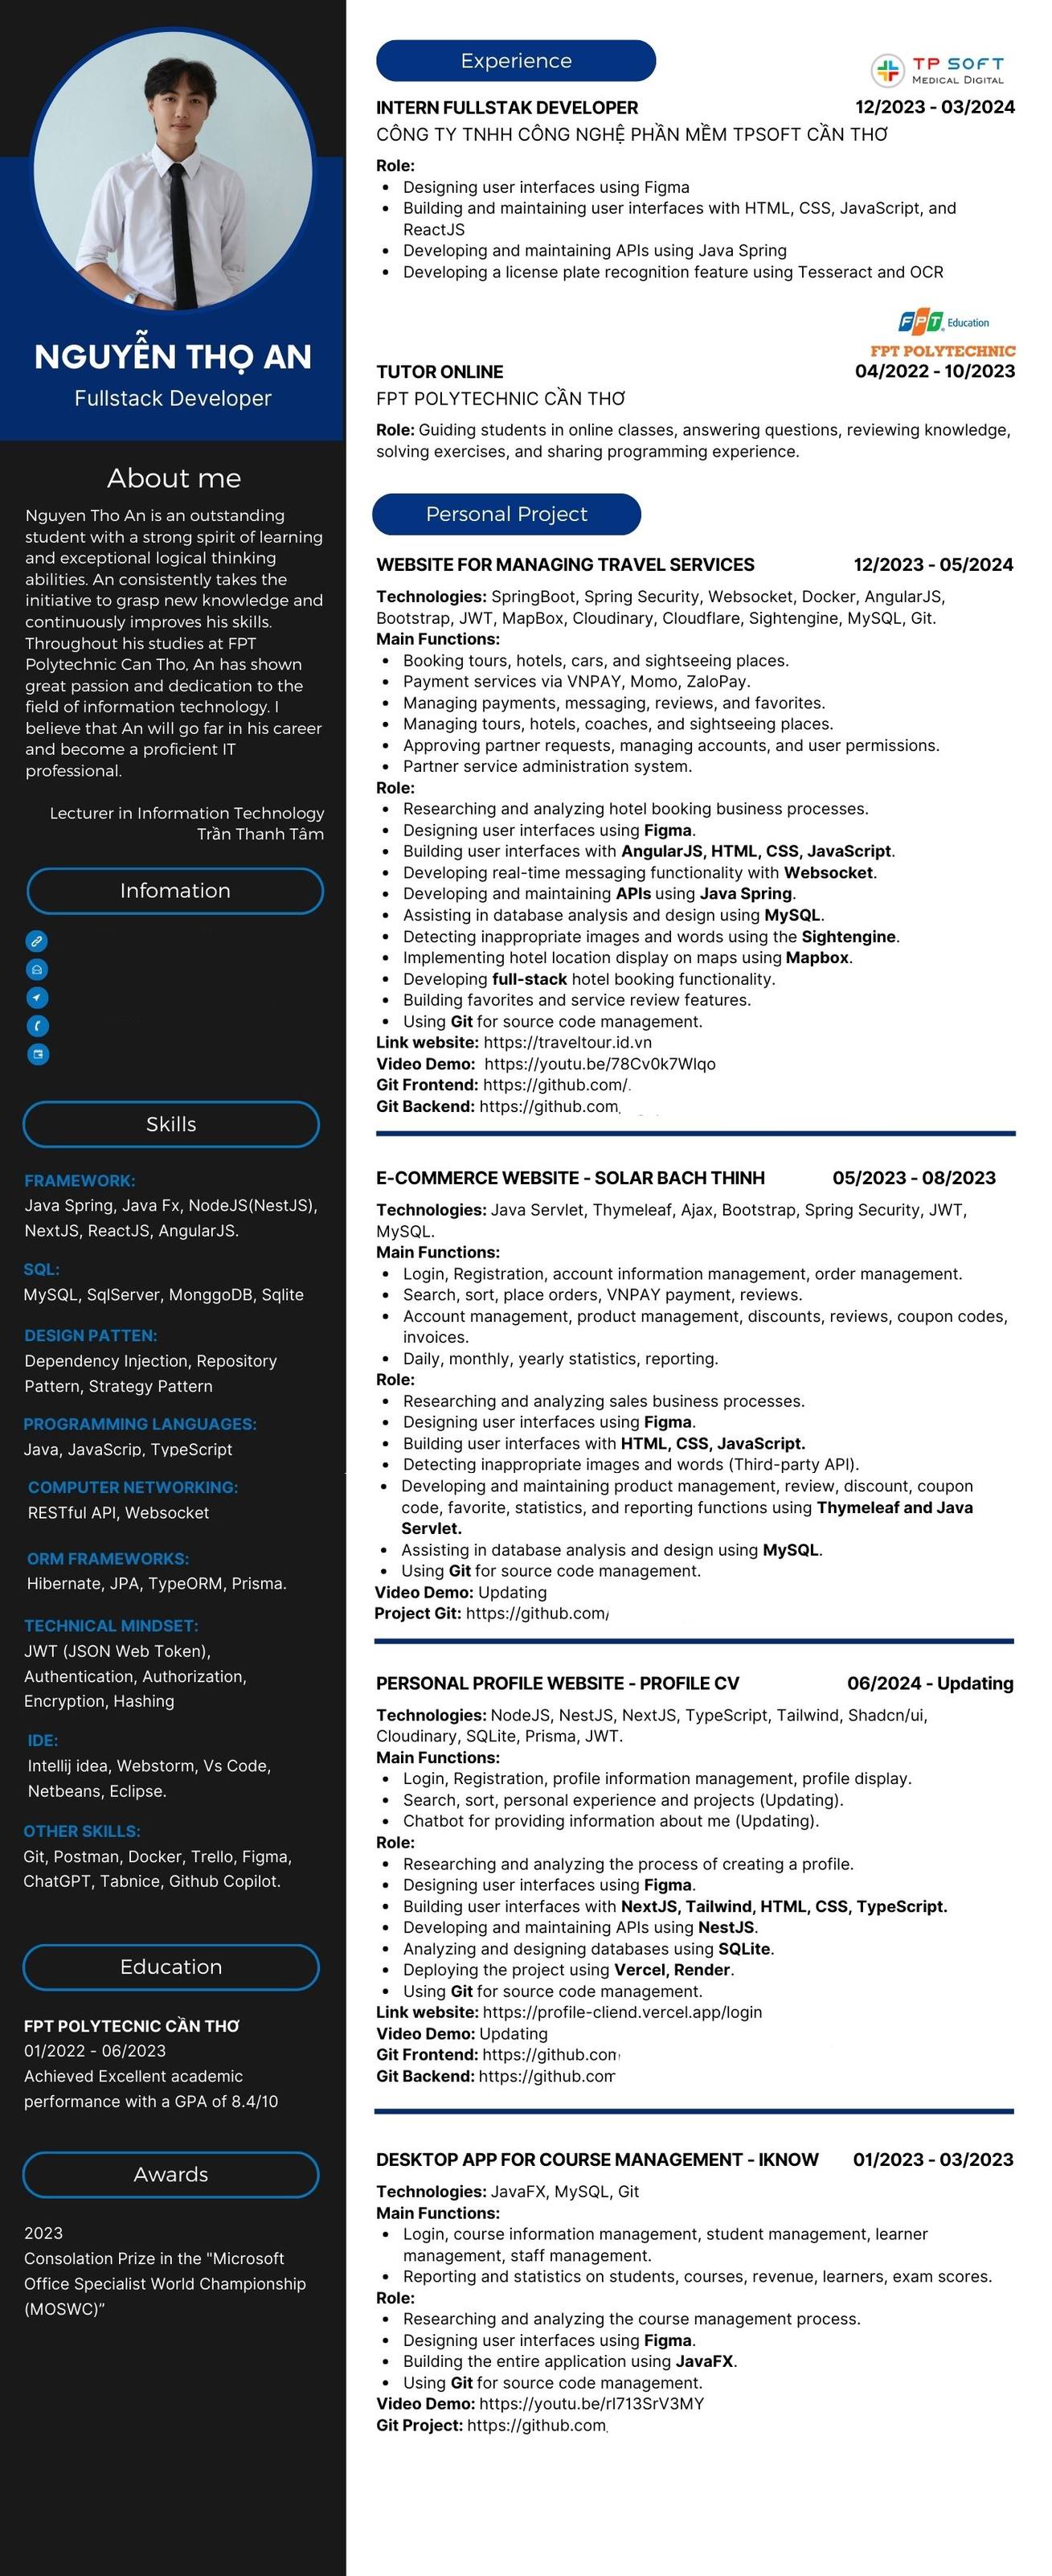 NGUYỄN THỌ AN
Fullstack Developer
About me
Nguyen Tho An is an outstanding
student with a strong spirit of learning
and exceptional logical thinking
abilities. An consistently takes the
initiative to grasp new knowledge and
continuously improves his skills.
Throughout his studies at FPT
Polytechnic Can Tho, An has shown
great passion and dedication to the
field of information technology. I
believe that An will go far in his career
and become a proficient IT
professional.
Lecturer in Information Technology
Trần Thanh Tâm
Infomation
Skills
FRAMEWORK:
Java Spring, Java Fx, NodeJS(NestJS),
NextJS, ReactJS, AngularJS.
SQL:
MySQL, SqlServer, MonggoDB, Sqlite
DESIGN PATTEN:
Dependency Injection, Repository
Pattern, Strategy Pattern
PROGRAMMING LANGUAGES:
Java, JavaScrip, TypeScript
COMPUTER NETWORKING:
RESTful API, Websocket
ORM FRAMEWORKS:
Hibernate, JPA, TypeORM, Prisma.
TECHNICAL MINDSET:
JWT (JSON Web Token),
Authentication, Authorization,
Encryption, Hashing
IDE:
Intellij idea, Webstorm, Vs Code,
Netbeans, Eclipse.
OTHER SKILLS:
Git, Postman, Docker, Trello, Figma,
ChatGPT, Tabnice, Github Copilot.
Education
FPT POLYTECNIC CẦN THƠ
01/2022 - 06/2023
Achieved Excellent academic
performance with a GPA of 8.4/10
Awards
2023
Consolation Prize in the "Microsoft
Office Specialist World Championship
(MOSWC)”
Experience
TP SOFT
MEDICAL DIGITAL
INTERN FULLSTAK DEVELOPER 12/2023 - 03/2024
CÔNG TY TNHH CÔNG NGHỆ PHẦN MỀM TPSOFT CẦN THƠ
Role:
• Designing user interfaces using Figma
• Building and maintaining user interfaces with HTML, CSS, JavaScript, and
ReactJS
• Developing and maintaining APIs using Java Spring
• Developing a license plate recognition feature using Tesseract and OCR
FPT Education
FPT POLYTECHNIC
TUTOR ONLINE 04/2022 - 10/2023
FPT POLYTECHNIC CẦN THƠ
Role: Guiding students in online classes, answering questions, reviewing knowledge,
solving exercises, and sharing programming experience.
Personal Project
WEBSITE FOR MANAGING TRAVEL SERVICES 12/2023 - 05/2024
Technologies: SpringBoot, Spring Security, Websocket, Docker, AngularJS,
Bootstrap, JWT, MapBox, Cloudinary, Cloudflare, Sightengine, MySQL, Git.
Main Functions:
• Booking tours, hotels, cars, and sightseeing places.
• Payment services via VNPAY, Momo, ZaloPay.
• Managing payments, messaging, reviews, and favorites.
• Managing tours, hotels, coaches, and sightseeing places.
• Approving partner requests, managing accounts, and user permissions.
• Partner service administration system.
Role:
• Researching and analyzing hotel booking business processes.
• Designing user interfaces using Figma.
• Building user interfaces with AngularJS, HTML, CSS, JavaScript.
• Developing real-time messaging functionality with Websocket.
• Developing and maintaining APIs using Java Spring.
• Assisting in database analysis and design using MySQL.
• Detecting inappropriate images and words using the Sightengine.
• Implementing hotel location display on maps using Mapbox.
• Developing full-stack hotel booking functionality.
• Building favorites and service review features.
• Using Git for source code management.
Link website: https://traveltour.id.vn
Video Demo: https://youtu.be/78Cv0k7Wlqo
Git Frontend: https://github.com/
Git Backend: https://github.com
E-COMMERCE WEBSITE - SOLAR BACH THINH 05/2023 - 08/2023
Technologies: Java Servlet, Thymeleaf, Ajax, Bootstrap, Spring Security, JWT,
MySQL.
Main Functions:
• Login, Registration, account information management, order management.
• Search, sort, place orders, VNPAY payment, reviews.
• Account management, product management, discounts, reviews, coupon codes,
invoices.
• Daily, monthly, yearly statistics, reporting.
Role:
• Researching and analyzing sales business processes.
• Designing user interfaces using Figma.
• Building user interfaces with HTML, CSS, JavaScript.
• Detecting inappropriate images and words (Third-party API).
• Developing and maintaining product management, review, discount, coupon
code, favorite, statistics, and reporting functions using Thymeleaf and Java
Servlet.
• Assisting in database analysis and design using MySQL.
• Using Git for source code management.
Video Demo: Updating
Project Git: https://github.com/
PERSONAL PROFILE WEBSITE - PROFILE CV 06/2024 - Updating
Technologies: NodeJS, NestJS, NextJS, TypeScript, Tailwind, Shadcn/ui,
Cloudinary, SQLite, Prisma, JWT.
Main Functions:
• Login, Registration, profile information management, profile display.
• Search, sort, personal experience and projects (Updating).
• Chatbot for providing information about me (Updating).
Role:
• Researching and analyzing the process of creating a profile.
• Designing user interfaces using Figma.
• Building user interfaces with NextJS, Tailwind, HTML, CSS, TypeScript.
• Developing and maintaining APIs using NestJS.
• Analyzing and designing databases using SQLite.
• Deploying the project using Vercel, Render.
• Using Git for source code management.
Link website: https://profile-cliend.vercel.app/login
Video Demo: Updating
Git Frontend: https://github.com
Git Backend: https://github.com
DESKTOP APP FOR COURSE MANAGEMENT - IKNOW 01/2023 - 03/2023
Technologies: JavaFX, MySQL, Git
Main Functions:
• Login, course information management, student management, learner
management, staff management.
• Reporting and statistics on students, courses, revenue, learners, exam scores.
Role:
• Researching and analyzing the course management process.
• Designing user interfaces using Figma.
• Building the entire application using JavaFX.
• Using Git for source code management.
Video Demo: https://youtu.be/rl713SrV3MY
Git Project: https://github.com